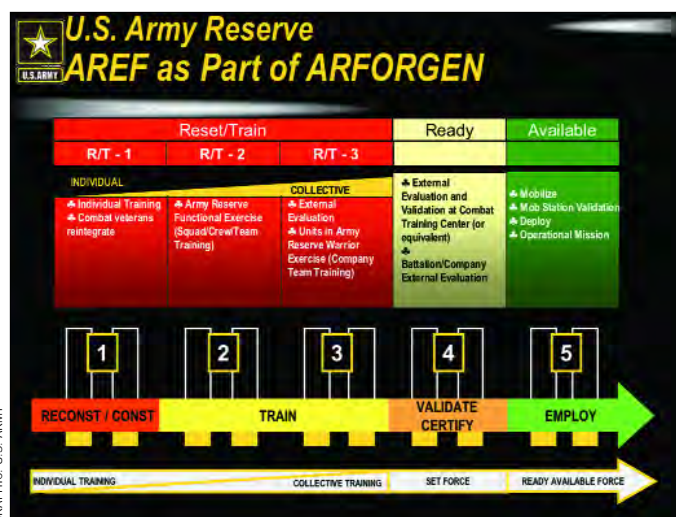 U.S. Army Reserve
AREF as Part of ARFORGEN
U.S. ARMY
Reset/Train
Ready
Available
R/T - 1
R/T - 2
R/T - 3
INDIVIDUAL
COLLECTIVE
♣ Individual Training
♣ Combat veterans
reintegrate
♣ Army Reserve
Functional Exercise
(Squad/Crew/Team
Training)
♣ External
Evaluation
♣ Units in Army
Reserve Warrior
Exercise (Company
Team Training)
♣ External
Evaluation and
Validation at Combat
Training Center (or
equivalent)
♣
Battalion/Company
External Evaluation
♣ Mobilize
♣ Mob Station Validation
♣ Deploy
♣ Operational Mission
1
2
3
4
5
RECONST / CONST
TRAIN
VALIDATE
CERTIFY
EMPLOY
INDIVIDUAL TRAINING
COLLECTIVE TRAINING
SET FORCE
READY AVAILABLE FORCE